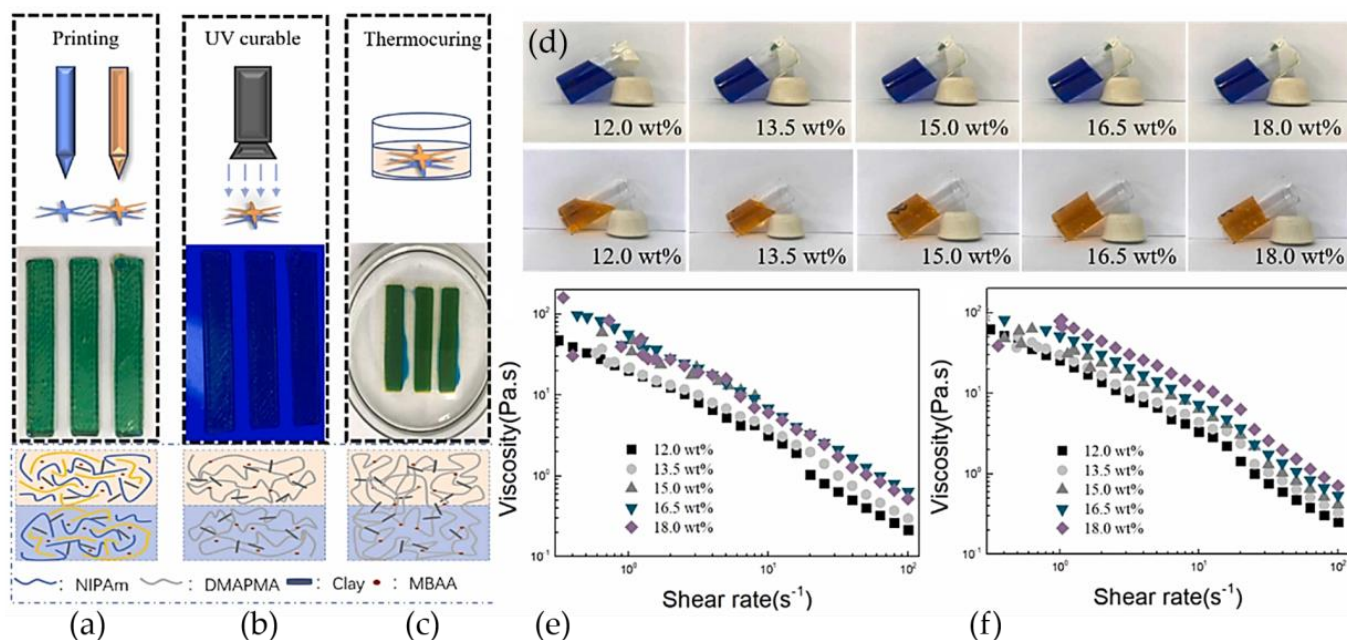 Printing
UV curable
Thermocuring
: NIPAm
: DMAPMA
: Clay
: MBAA
(a)
(b)
(c)
(d)
12.0 wt%
13.5 wt%
15.0 wt%
16.5 wt%
18.0 wt%
12.0 wt%
13.5 wt%
15.0 wt%
16.5 wt%
18.0 wt%
Viscosity(Pa.s)
10²
10¹
10⁰
10⁻¹
12.0 wt%
13.5 wt%
15.0 wt%
16.5 wt%
18.0 wt%
10⁰
10¹
10²
Shear rate(s⁻¹)
(e)
Viscosity(Pa.s)
10²
10¹
10⁰
10⁻¹
12.0 wt%
13.5 wt%
15.0 wt%
16.5 wt%
18.0 wt%
10⁰
10¹
10²
Shear rate(s⁻¹)
(f)